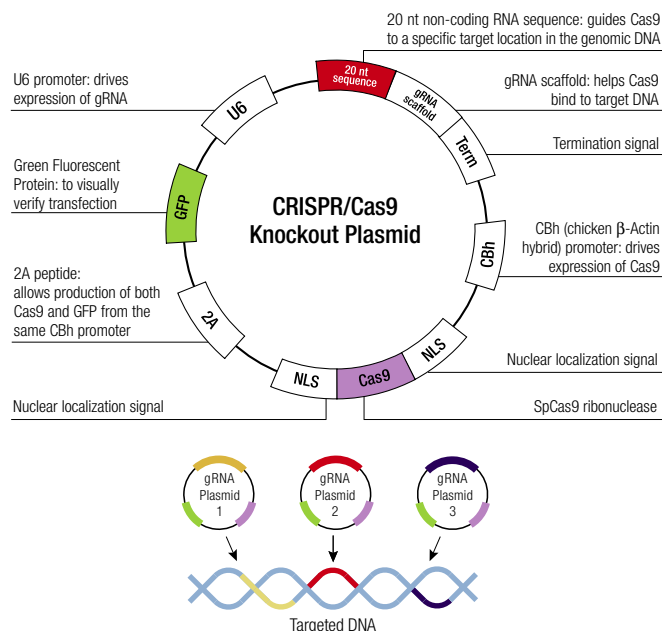 20 nt non-coding RNA sequence: guides Cas9
to a specific target location in the genomic DNA
U6 promoter: drives
expression of gRNA
20 nt
sequence
gRNA
scaffold
Term
gRNA scaffold: helps Cas9
bind to target DNA
Termination signal
U6
Green Fluorescent
Protein: to visually
verify transfection
GFP
CRISPR/Cas9
Knockout Plasmid
CBh
CBh (chicken β-Actin
hybrid) promoter: drives
expression of Cas9
2A peptide:
allows production of both
Cas9 and GFP from the
same CBh promoter
2A
NLS
Cas9
NLS
Nuclear localization signal
Nuclear localization signal
SpCas9 ribonuclease
gRNA
Plasmid
1
gRNA
Plasmid
2
gRNA
Plasmid
3
Targeted DNA